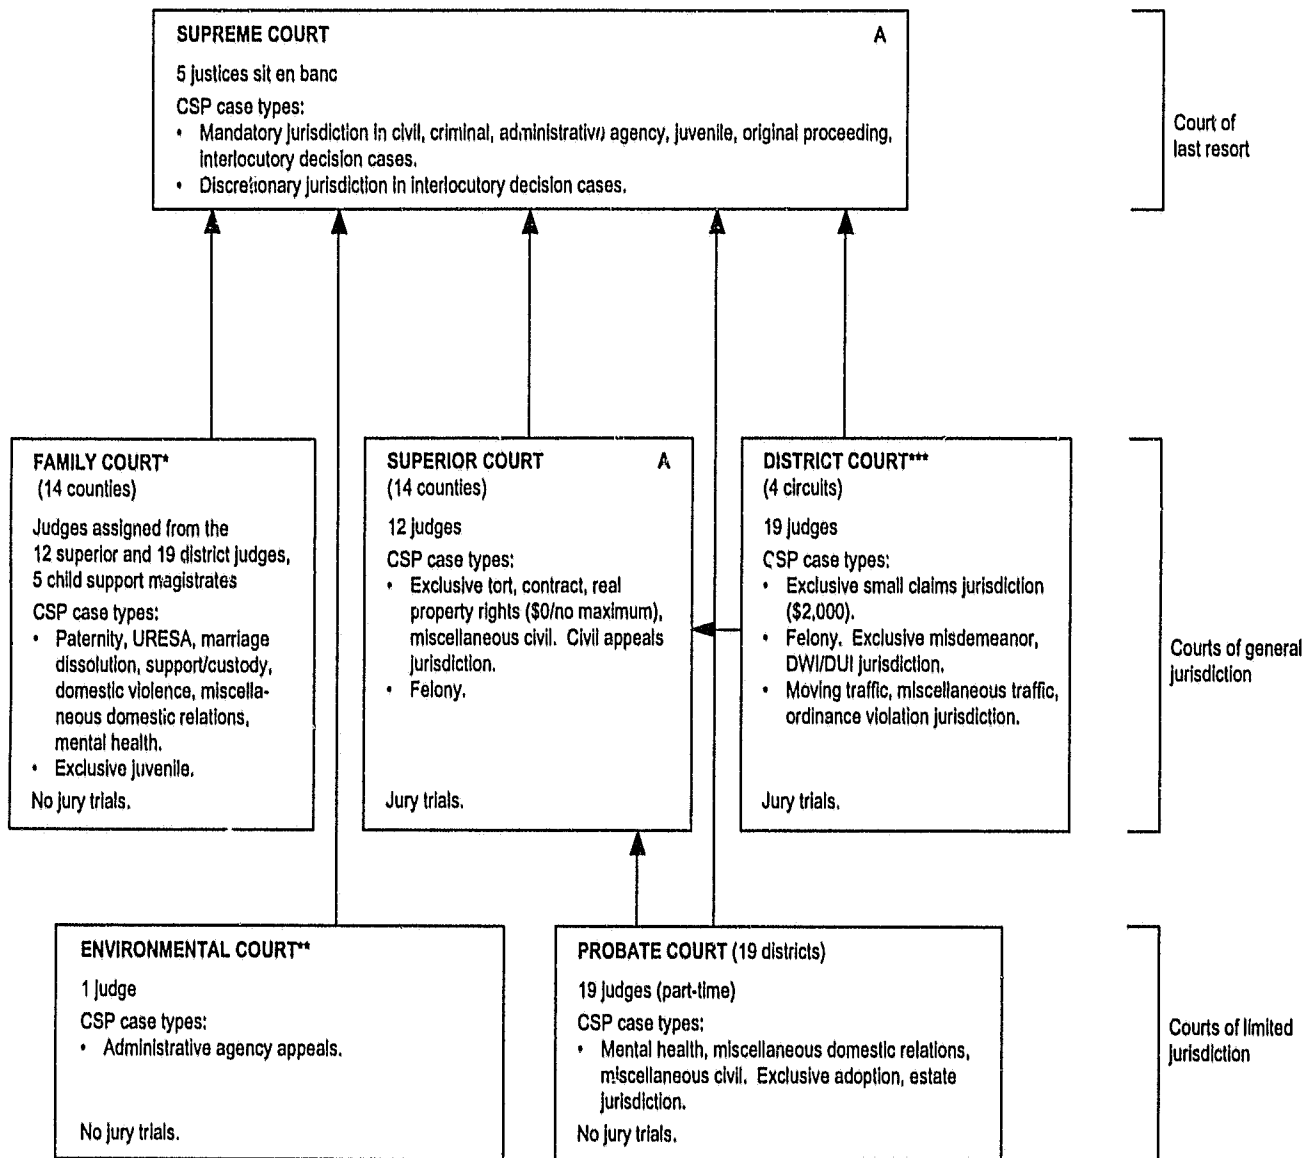 SUPREME COURT A
5 justices sit en banc
CSP case types:
• Mandatory jurisdiction in civil, criminal, administrative agency, juvenile, original proceeding,
interlocutory decision cases.
• Discretionary jurisdiction in interlocutory decision cases.
Court of
last resort
FAMILY COURT*
(14 counties)
Judges assigned from the
12 superior and 19 district judges,
5 child support magistrates
CSP case types:
• Paternity, URESA, marriage
dissolution, support/custody,
domestic violence, miscella-
neous domestic relations,
mental health.
• Exclusive juvenile.
No jury trials.
SUPERIOR COURT A
(14 counties)
12 judges
CSP case types:
• Exclusive tort, contract, real
property rights ($0/no maximum),
miscellaneous civil. Civil appeals
jurisdiction.
• Felony.
Jury trials.
DISTRICT COURT***
(4 circuits)
19 judges
CSP case types:
• Exclusive small claims jurisdiction
($2,000).
• Felony. Exclusive misdemeanor,
DWI/DUI jurisdiction.
• Moving traffic, miscellaneous traffic,
ordinance violation jurisdiction.
Jury trials.
Courts of general
jurisdiction
ENVIRONMENTAL COURT**
1 judge
CSP case types:
• Administrative agency appeals.
No jury trials.
PROBATE COURT (19 districts)
19 judges (part-time)
CSP case types:
• Mental health, miscellaneous domestic relations,
miscellaneous civil. Exclusive adoption, estate
jurisdiction.
No jury trials.
Courts of limited
jurisdiction